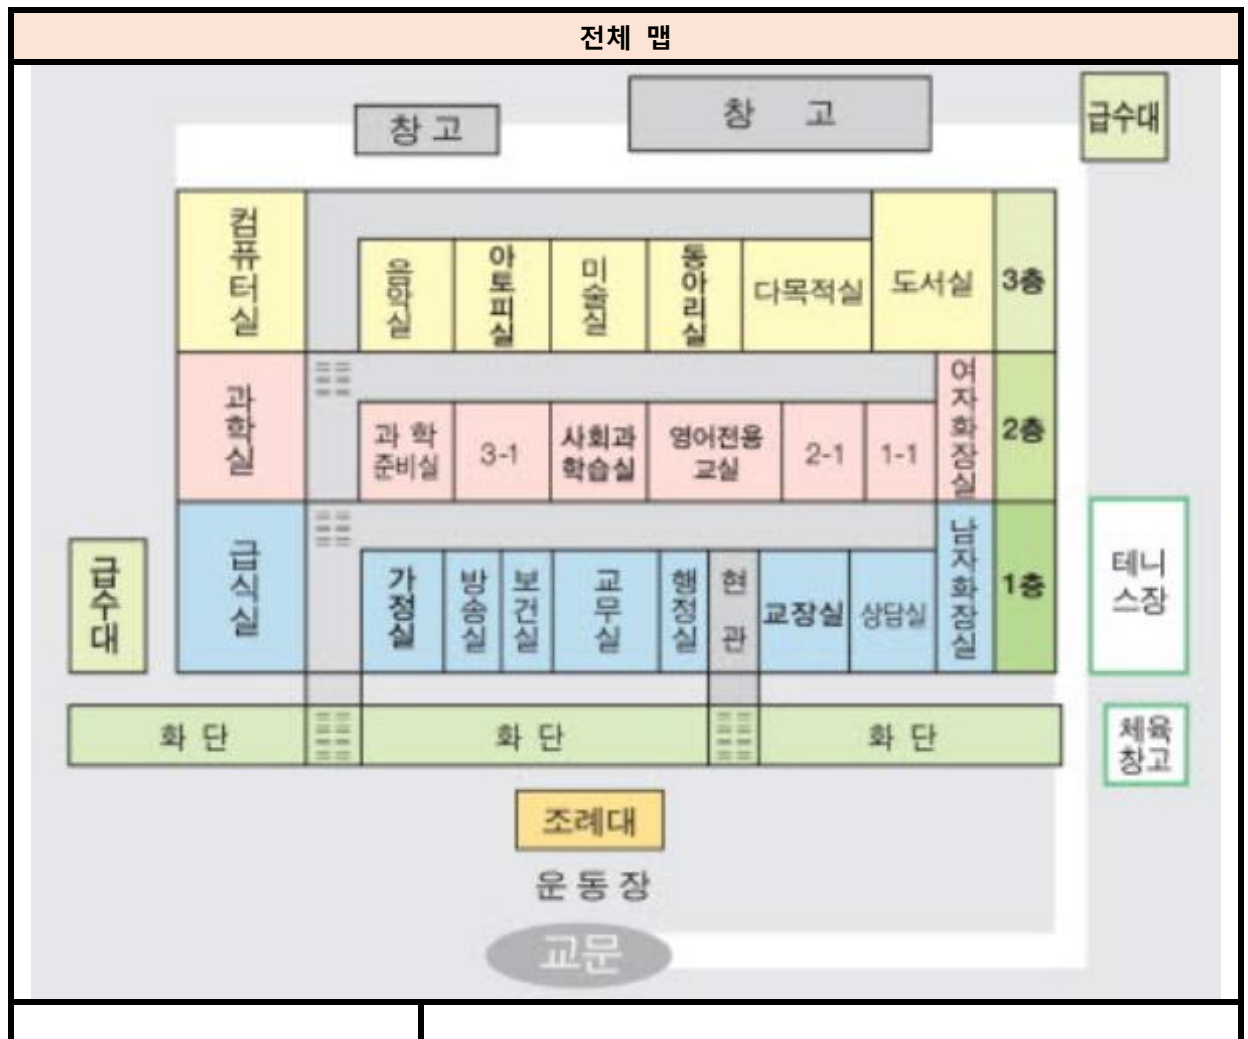 전체 맵
창고
창 고
급수대
컴퓨터실
음악실
아토피실
미술실
동아리실
다목적실
도서실
3층
과학실
과 학
준비실
3-1
사회과
학습실
영어전용
교실
2-1
1-1
여자화장실
2층
급수대
급식실
가정실
방송실
보건실
교무실
행정실
현관
교장실
상담실
남자화장실
1층
테니
스장
화 단
화 단
화 단
체육
창고
조례대
운동장
교문